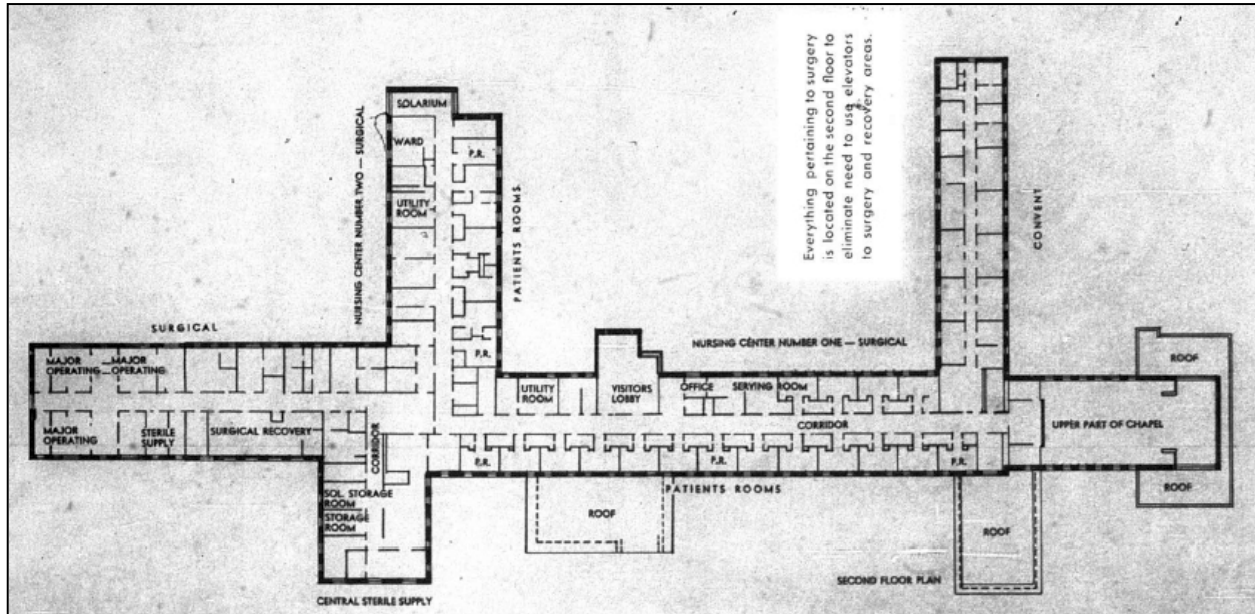 Everything pertaining to surgery
is located on the second floor to
eliminate need to use elevators
to surgery and recovery areas.
SOLARIUM
WARD
P.R.
UTILITY
ROOM
NURSING CENTER NUMBER TWO — SURGICAL
PATIENTS ROOMS
P.R.
CONVENT
SURGICAL
MAJOR
OPERATING
MAJOR
OPERATING
MAJOR
OPERATING
STERILE
SUPPLY
SURGICAL RECOVERY
CORRIDOR
SOL. STORAGE
ROOM
STORAGE
ROOM
CENTRAL STERILE SUPPLY
UTILITY
ROOM
VISITORS
LOBBY
NURSING CENTER NUMBER ONE — SURGICAL
OFFICE
SERVING ROOM
CORRIDOR
P.R.
P.R.
P.R.
PATIENTS ROOMS
ROOF
ROOF
UPPER PART OF CHAPEL
ROOF
ROOF
SECOND FLOOR PLAN